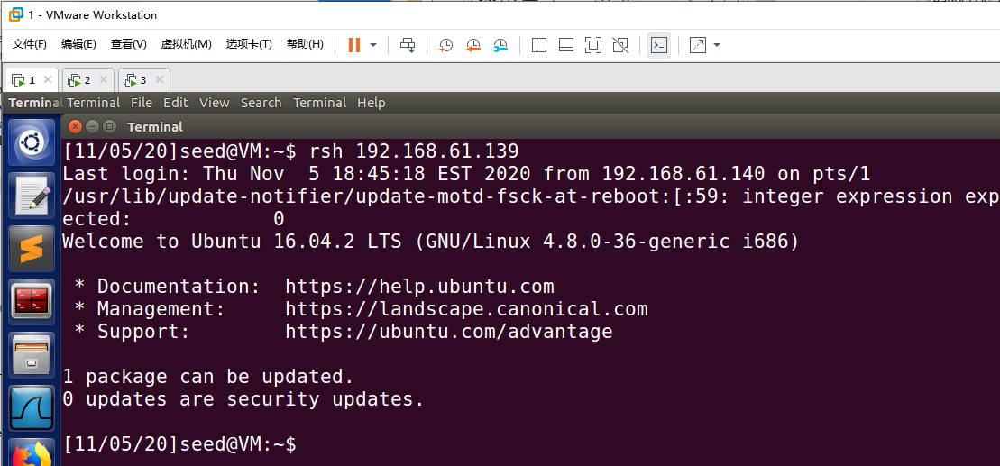 1 - VMware Workstation
文件(F) 编辑(E) 查看(V) 虚拟机(M) 选项卡(T) 帮助(H)
1 2 3
Terminal Terminal File Edit View Search Terminal Help
Terminal
[11/05/20]seed@VM:~$ rsh 192.168.61.139
Last login: Thu Nov  5 18:45:18 EST 2020 from 192.168.61.140 on pts/1
/usr/lib/update-notifier/update-motd-fsck-at-reboot:[:59: integer expression exp
ected:            0
Welcome to Ubuntu 16.04.2 LTS (GNU/Linux 4.8.0-36-generic i686)
 * Documentation:  https://help.ubuntu.com
 * Management:     https://landscape.canonical.com
 * Support:        https://ubuntu.com/advantage
1 package can be updated.
0 updates are security updates.
[11/05/20]seed@VM:~$